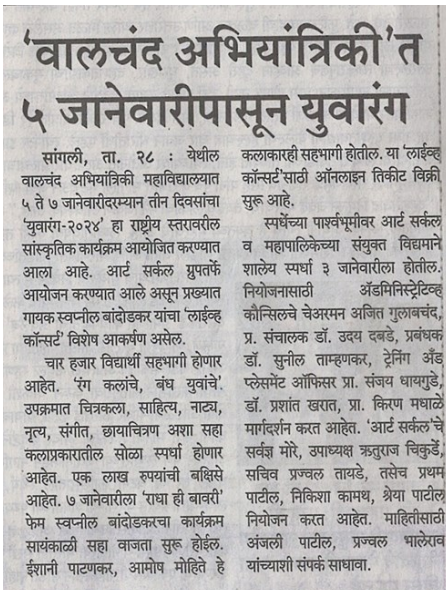 'वालचंद अभियांत्रिकी'त
५ जानेवारीपासून युवारंग
सांगली, ता. २८ : येथील
वालचंद अभियांत्रिकी महाविद्यालयात
५ ते ७ जानेवारीदरम्यान तीन दिवसांचा
'युवारंग-२०२४' हा राष्ट्रीय स्तरावरील
सांस्कृतिक कार्यक्रम आयोजित करण्यात
आला आहे. आर्ट सर्कल ग्रुपतर्फे
आयोजन करण्यात आले असून प्रख्यात
गायक स्वप्नील बांदोडकर यांचा 'लाईव्ह
कॉन्सर्ट' विशेष आकर्षण असेल.
चार हजार विद्यार्थी सहभागी होणार
आहेत. 'रंग कलांचे, बंध युवांचे'
उपक्रमात चित्रकला, साहित्य, नाट्य,
नृत्य, संगीत, छायाचित्रण अशा सहा
कलाप्रकारातील सोळा स्पर्धा होणार
आहेत. एक लाख रुपयांची बक्षिसे
आहेत. ७ जानेवारीला 'राधा ही बावरी'
फेम स्वप्नील बांदोडकरचा कार्यक्रम
सायंकाळी सहा वाजता सुरू होईल.
ईशानी पाटणकर, आमोष मोहिते हे
कलाकारही सहभागी होतील. या 'लाईव्ह
कॉन्सर्ट'साठी ऑनलाइन तिकीट विक्री
सुरू आहे.
स्पर्धेच्या पार्श्वभूमीवर आर्ट सर्कल
व महापालिकेच्या संयुक्त विद्यमाने
शालेय स्पर्धा ३ जानेवारीला होतील.
नियोजनासाठी ॲडमिनिस्ट्रेटिव्ह
कौन्सिलचे चेअरमन अजित गुलाबचंद,
प्र. संचालक डॉ. उदय दबडे, प्रबंधक
डॉ. सुनील ताम्हणकर, ट्रेनिंग अँड
प्लेसमेंट ऑफिसर प्रा. संजय धायगुडे,
डॉ. प्रशांत खरात, प्रा. किरण मधाळे
मार्गदर्शन करत आहेत. 'आर्ट सर्कल'चे
सर्वज्ञ मोरे, उपाध्यक्ष ऋतुराज चिकुर्डे,
सचिव प्रज्वल तायडे, तसेच प्रथम
पाटील, निकिशा कामथ, श्रेया पाटील
नियोजन करत आहेत. माहितीसाठी
अंजली पाटील, प्रज्वल भालेराव
यांच्याशी संपर्क साधावा.